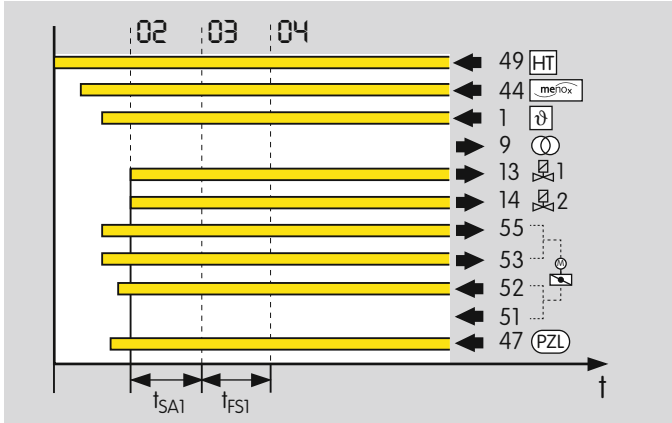 02 03 04
49 HT
44 menox
1 ϑ
9
13 1
14 2
55
53
M
52
51
47 PZL
t
tSA1 tFS1